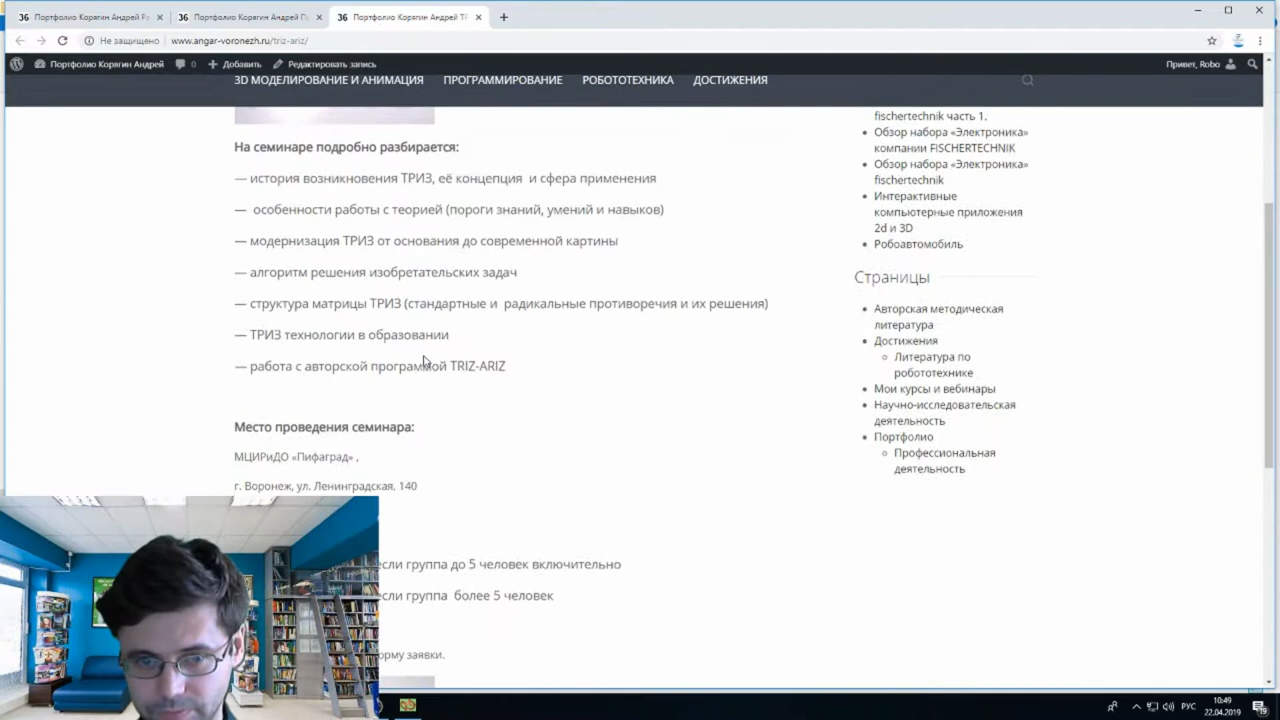 36 Портфолио Корягин Андрей
36 Портфолио Корягин Андрей
36 Портфолио Корягин Андрей
Не защищено www.angar-voronezh.ru/triz-ariz/
Портфолио Корягин Андрей 0 Добавить Редактировать запись Привет, Robo
3D МОДЕЛИРОВАНИЕ И АНИМАЦИЯ ПРОГРАММИРОВАНИЕ РОБОТОТЕХНИКА ДОСТИЖЕНИЯ
На семинаре подробно разбирается:
— история возникновения ТРИЗ, её концепция и сфера применения
— особенности работы с теорией (пороги знаний, умений и навыков)
— модернизация ТРИЗ от основания до современной картины
— алгоритм решения изобретательских задач
— структура матрицы ТРИЗ (стандартные и радикальные противоречия и их решения)
— ТРИЗ технологии в образовании
— работа с авторской программой TRIZ-ARIZ
Место проведения семинара:
МЦИРиДО «Пифаград» ,
г. Воронеж, ул. Ленинградская, 140
если группа до 5 человек включительно
если группа более 5 человек
форму заявки.
fischertechnik часть 1.
Обзор набора «Электроника»
компании FISCHERTECHNIK
Обзор набора «Электроника»
fischertechnik
Интерактивные
компьютерные приложения
2d и 3D
Робоавтомобиль
Страницы
Авторская методическая
литература
Достижения
Литература по
робототехнике
Мои курсы и вебинары
Научно-исследовательская
деятельность
Портфолио
Профессиональная
деятельность
РУС
10:49
22.04.2019
19